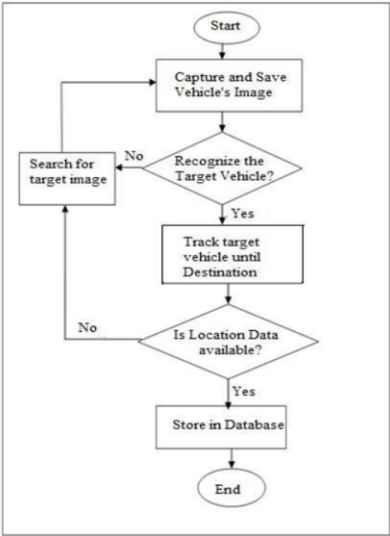 Start
Capture and Save
Vehicle's Image
Search for
target image
No
Recognize the
Target Vehicle?
Yes
Track target
vehicle until
Destination
No
Is Location Data
available?
Yes
Store in Database
End